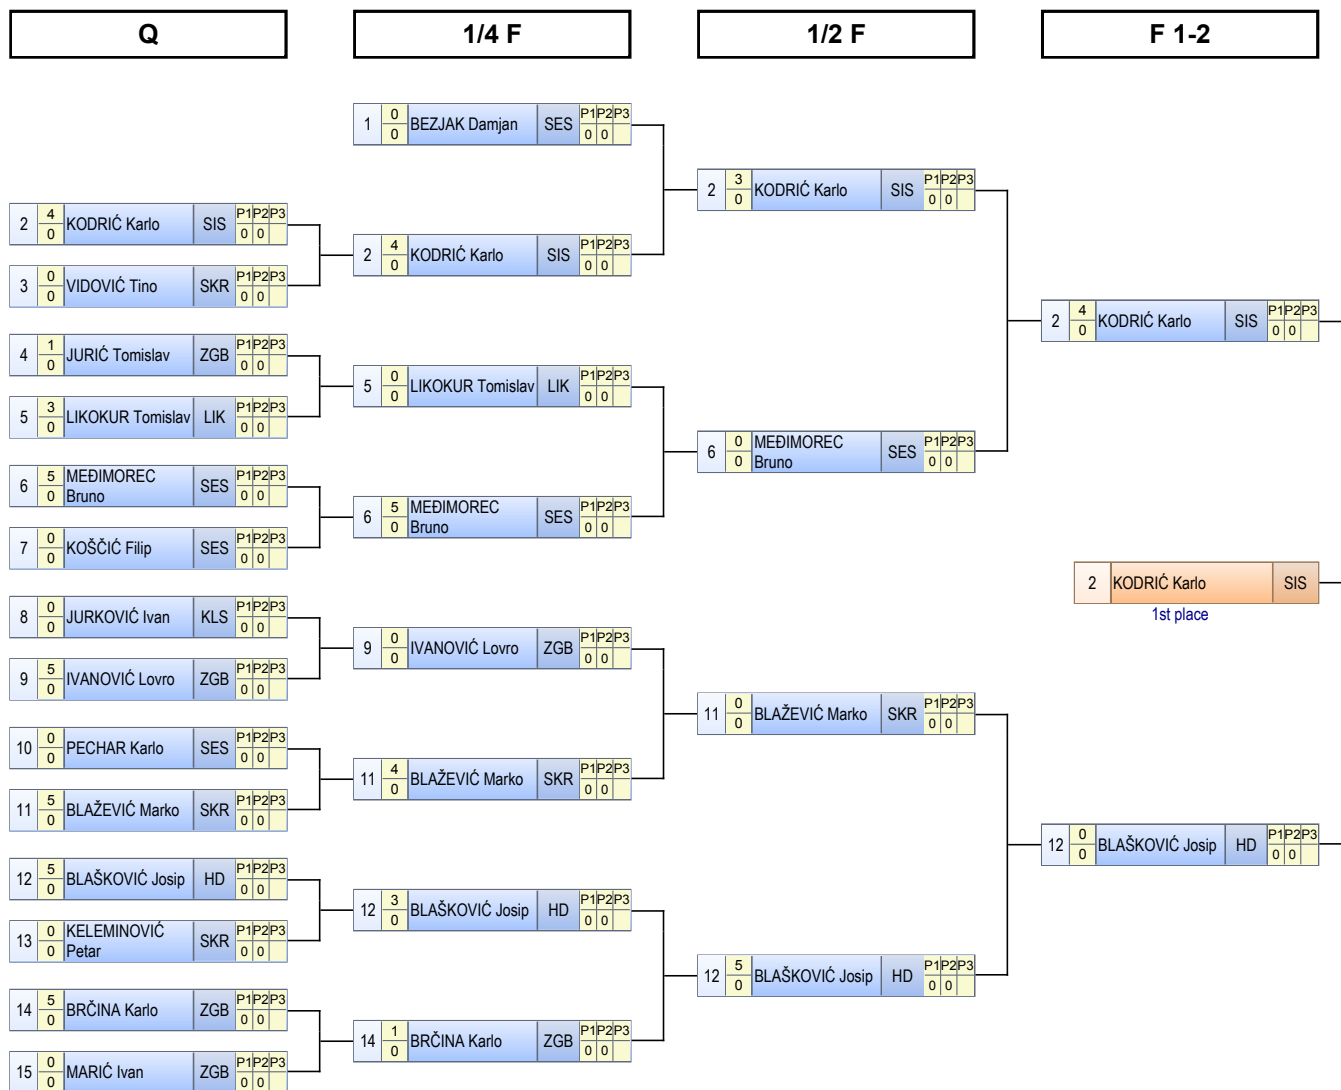 Q
1/4 F
1/2 F
F 1-2
1 0 BEZJAK Damjan SES P1 P2 P3
0 0 0
2 3 KODRIĆ Karlo SIS P1 P2 P3
0 0 0
2 4 KODRIĆ Karlo SIS P1 P2 P3
0 0 0
2 4 KODRIĆ Karlo SIS P1 P2 P3
0 0 0
3 0 VIDOVIĆ Tino SKR P1 P2 P3
0 0 0
2 4 KODRIĆ Karlo SIS P1 P2 P3
0 0 0
4 1 JURIĆ Tomislav ZGB P1 P2 P3
0 0 0
5 0 LIKOKUR Tomislav LIK P1 P2 P3
0 0 0
5 3 LIKOKUR Tomislav LIK P1 P2 P3
0 0 0
6 0 MEĐIMOREC SES P1 P2 P3
0 Bruno 0 0
6 5 MEĐIMOREC SES P1 P2 P3
0 Bruno 0 0
6 5 MEĐIMOREC SES P1 P2 P3
0 Bruno 0 0
7 0 KOŠČIĆ Filip SES P1 P2 P3
0 0 0
2 KODRIĆ Karlo SIS
1st place
8 0 JURKOVIĆ Ivan KLS P1 P2 P3
0 0 0
9 0 IVANOVIĆ Lovro ZGB P1 P2 P3
0 0 0
9 5 IVANOVIĆ Lovro ZGB P1 P2 P3
0 0 0
11 0 BLAŽEVIĆ Marko SKR P1 P2 P3
0 0 0
10 0 PECHAR Karlo SES P1 P2 P3
0 0 0
11 4 BLAŽEVIĆ Marko SKR P1 P2 P3
0 0 0
11 5 BLAŽEVIĆ Marko SKR P1 P2 P3
0 0 0
12 0 BLAŠKOVIĆ Josip HD P1 P2 P3
0 0 0
12 5 BLAŠKOVIĆ Josip HD P1 P2 P3
0 0 0
12 3 BLAŠKOVIĆ Josip HD P1 P2 P3
0 0 0
13 0 KELEMINOVIĆ SKR P1 P2 P3
0 Petar 0 0
12 5 BLAŠKOVIĆ Josip HD P1 P2 P3
0 0 0
14 5 BRČINA Karlo ZGB P1 P2 P3
0 0 0
14 1 BRČINA Karlo ZGB P1 P2 P3
0 0 0
15 0 MARIĆ Ivan ZGB P1 P2 P3
0 0 0